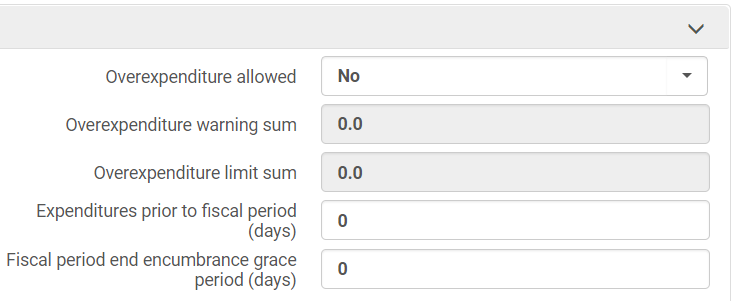 Overexpenditure allowed No
Overexpenditure warning sum 0.0
Overexpenditure limit sum 0.0
Expenditures prior to fiscal period
(days) 0
Fiscal period end encumbrance grace
period (days) 0